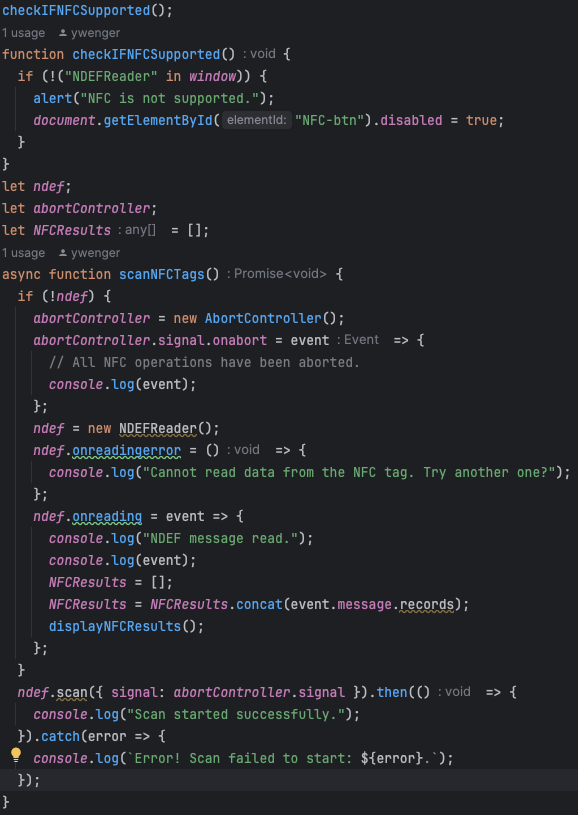 checkIFNFCSupported();
1 usage ywenger
function checkIFNFCSupported() : void {
  if (!("NDEFReader" in window)) {
    alert("NFC is not supported.");
    document.getElementById( elementId: "NFC-btn").disabled = true;
  }
}
let ndef;
let abortController;
let NFCResults : any[] = [];
1 usage ywenger
async function scanNFCTags() : Promise<void> {
  if (!ndef) {
    abortController = new AbortController();
    abortController.signal.onabort = event : Event => {
      // All NFC operations have been aborted.
      console.log(event);
    };
    ndef = new NDEFReader();
    ndef.onreadingerror = () : void => {
      console.log("Cannot read data from the NFC tag. Try another one?");
    };
    ndef.onreading = event => {
      console.log("NDEF message read.");
      console.log(event);
      NFCResults = [];
      NFCResults = NFCResults.concat(event.message.records);
      displayNFCResults();
    };
  }
  ndef.scan({ signal: abortController.signal }).then(() : void => {
    console.log("Scan started successfully.");
  }).catch(error => {
    console.log(`Error! Scan failed to start: ${error}.`);
  });
}